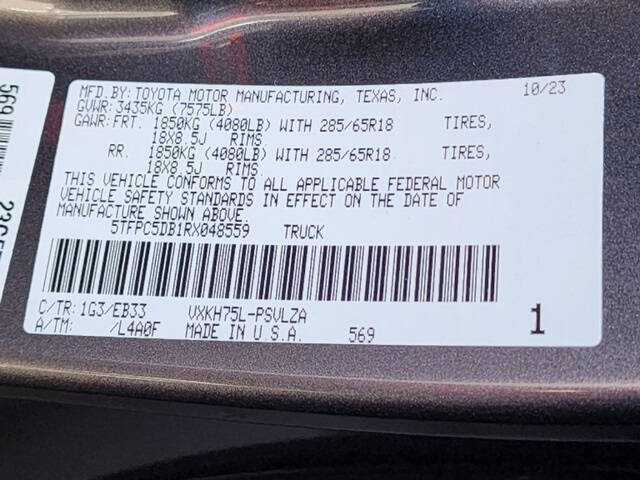 MFD.BY: TOYOTA MOTOR MANUFACTURING, TEXAS, INC. 10/23
GVWR: 3435KG (7575LB)
GAWR: FRT. 1850KG (4080LB) WITH 285/65R18 TIRES,
18X8.5J RIMS
RR. 1850KG (4080LB) WITH 285/65R18 TIRES,
18X8.5J RIMS
THIS VEHICLE CONFORMS TO ALL APPLICABLE FEDERAL MOTOR
VEHICLE SAFETY STANDARDS IN EFFECT ON THE DATE OF
MANUFACTURE SHOWN ABOVE.
5TFPC5DB1RX048559 TRUCK
C/TR: 1G3/EB33 VXKH75L-PSVLZA
A/TM: /L4A0F MADE IN U.S.A. 569 1
569